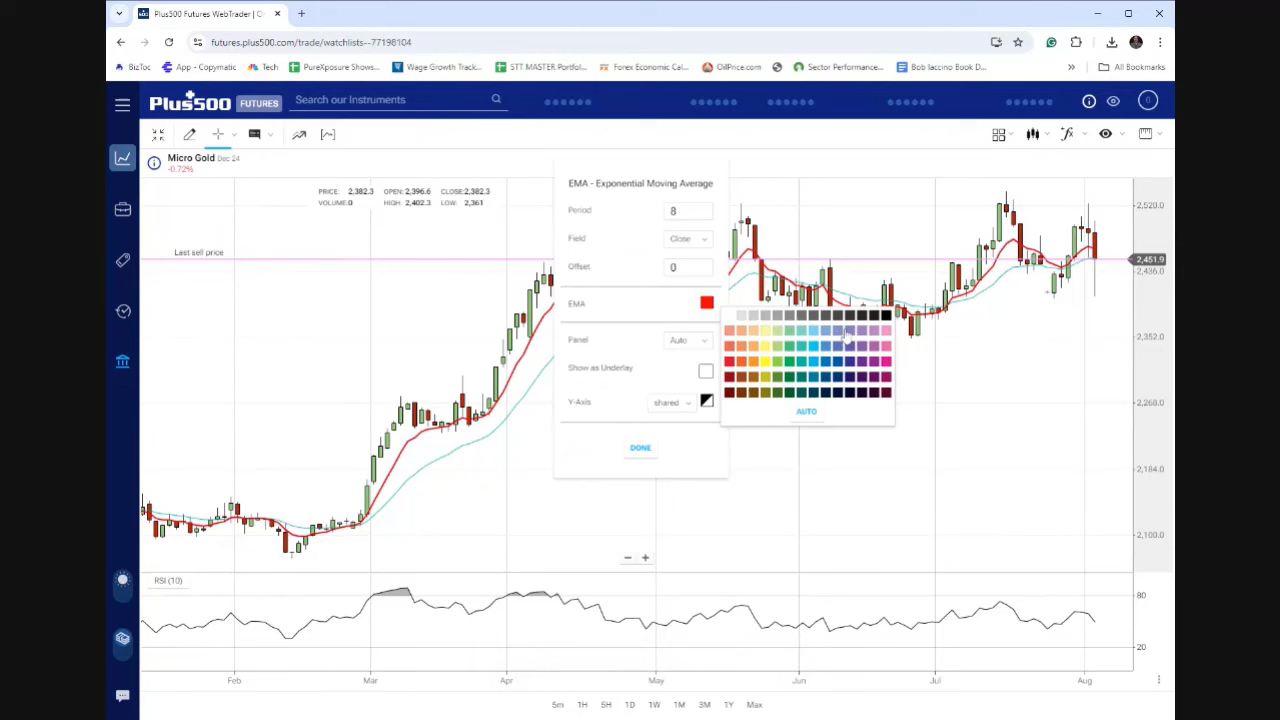 Plus500 Futures WebTrader | O
futures.plus500.com/trade/watchlists--77198104
BizToc
App - Copymatic
Tech
PureXposure Shows...
Wage Growth Track...
STT MASTER Portfol...
Forex Economic Cal...
OilPrice.com
Sector Performance...
Bob Iaccino Book D...
»
All Bookmarks
Plus500 FUTURES
Search our Instruments
Micro Gold Dec 24
-0.72%
PRICE: 2,382.3 OPEN: 2,396.6 CLOSE:2,382.3
VOLUME:0 HIGH: 2,402.3 LOW: 2,361
Last sell price
EMA - Exponential Moving Average
Period 8
Field Close
Offset 0
EMA
Panel Auto
Show as Underlay
Y-Axis shared
DONE
AUTO
2,520.0
2,451.9
2,436.0
2,352.0
2,268.0
2,184.0
2,100.0
RSI (10)
80
20
Feb Mar Apr May Jun Jul Aug
5m 1H 5H 1D 1W 1M 3M 1Y Max